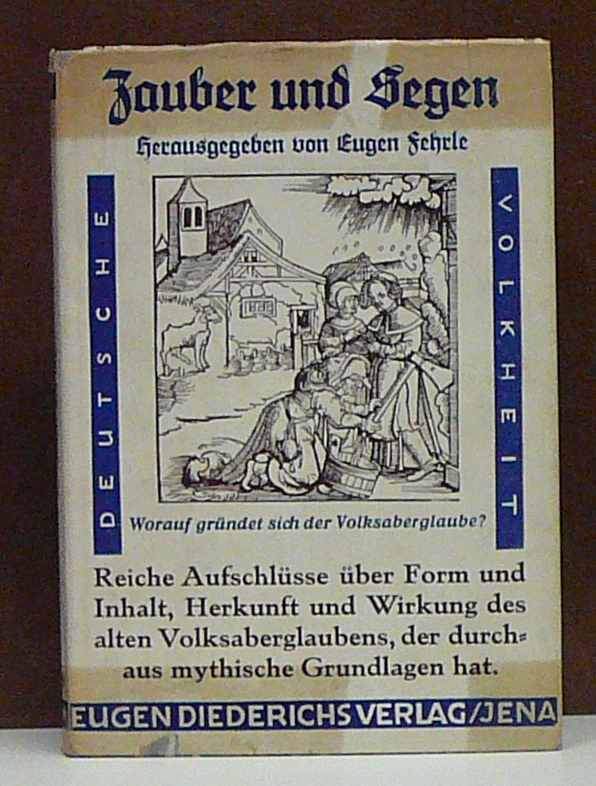 Zauber und Segen
Herausgegeben von Eugen Fehrle
DEUTSCHE
VOLKHEIT
Worauf gründet sich der Volksaberglaube?
Reiche Aufschlüsse über Form und
Inhalt, Herkunft und Wirkung des
alten Volksaberglaubens, der durch=
aus mythische Grundlagen hat.
EUGEN DIEDERICHS VERLAG/JENA